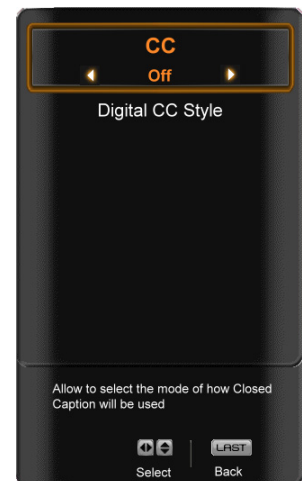 CC
Off
Digital CC Style
Allow to select the mode of how Closed
Caption will be used
LAST
Select Back